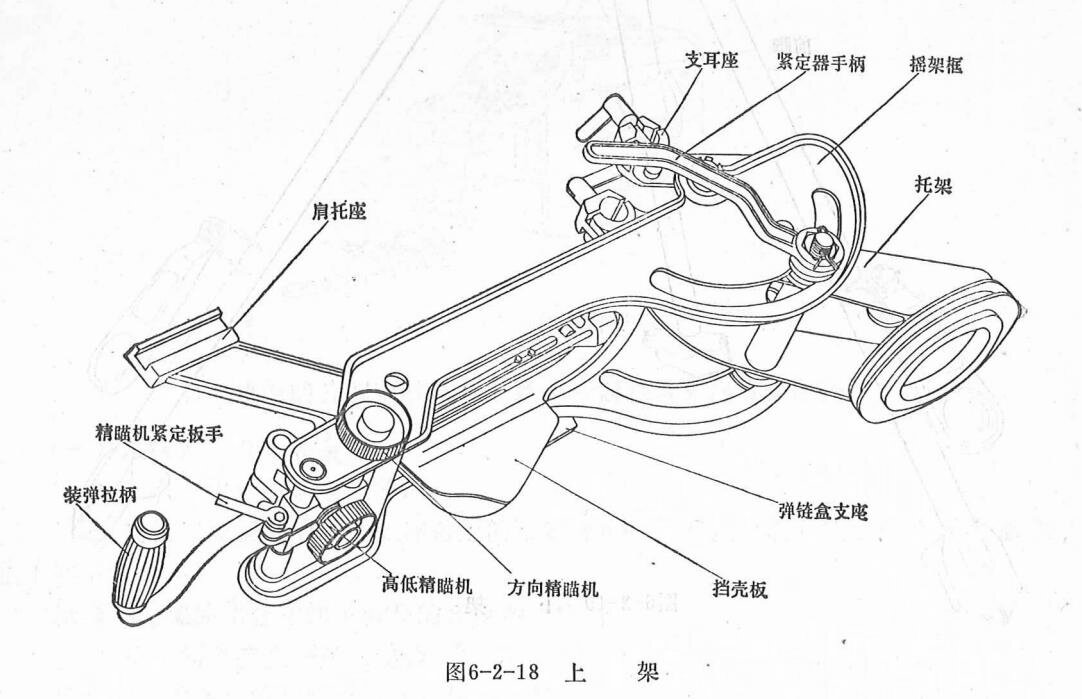 支耳座
紧定器手柄
摇架框
托架
肩托座
精瞄机紧定扳手
装弹拉柄
弹链盒支座
高低精瞄机
方向精瞄机
挡壳板
图6-2-18 上 架